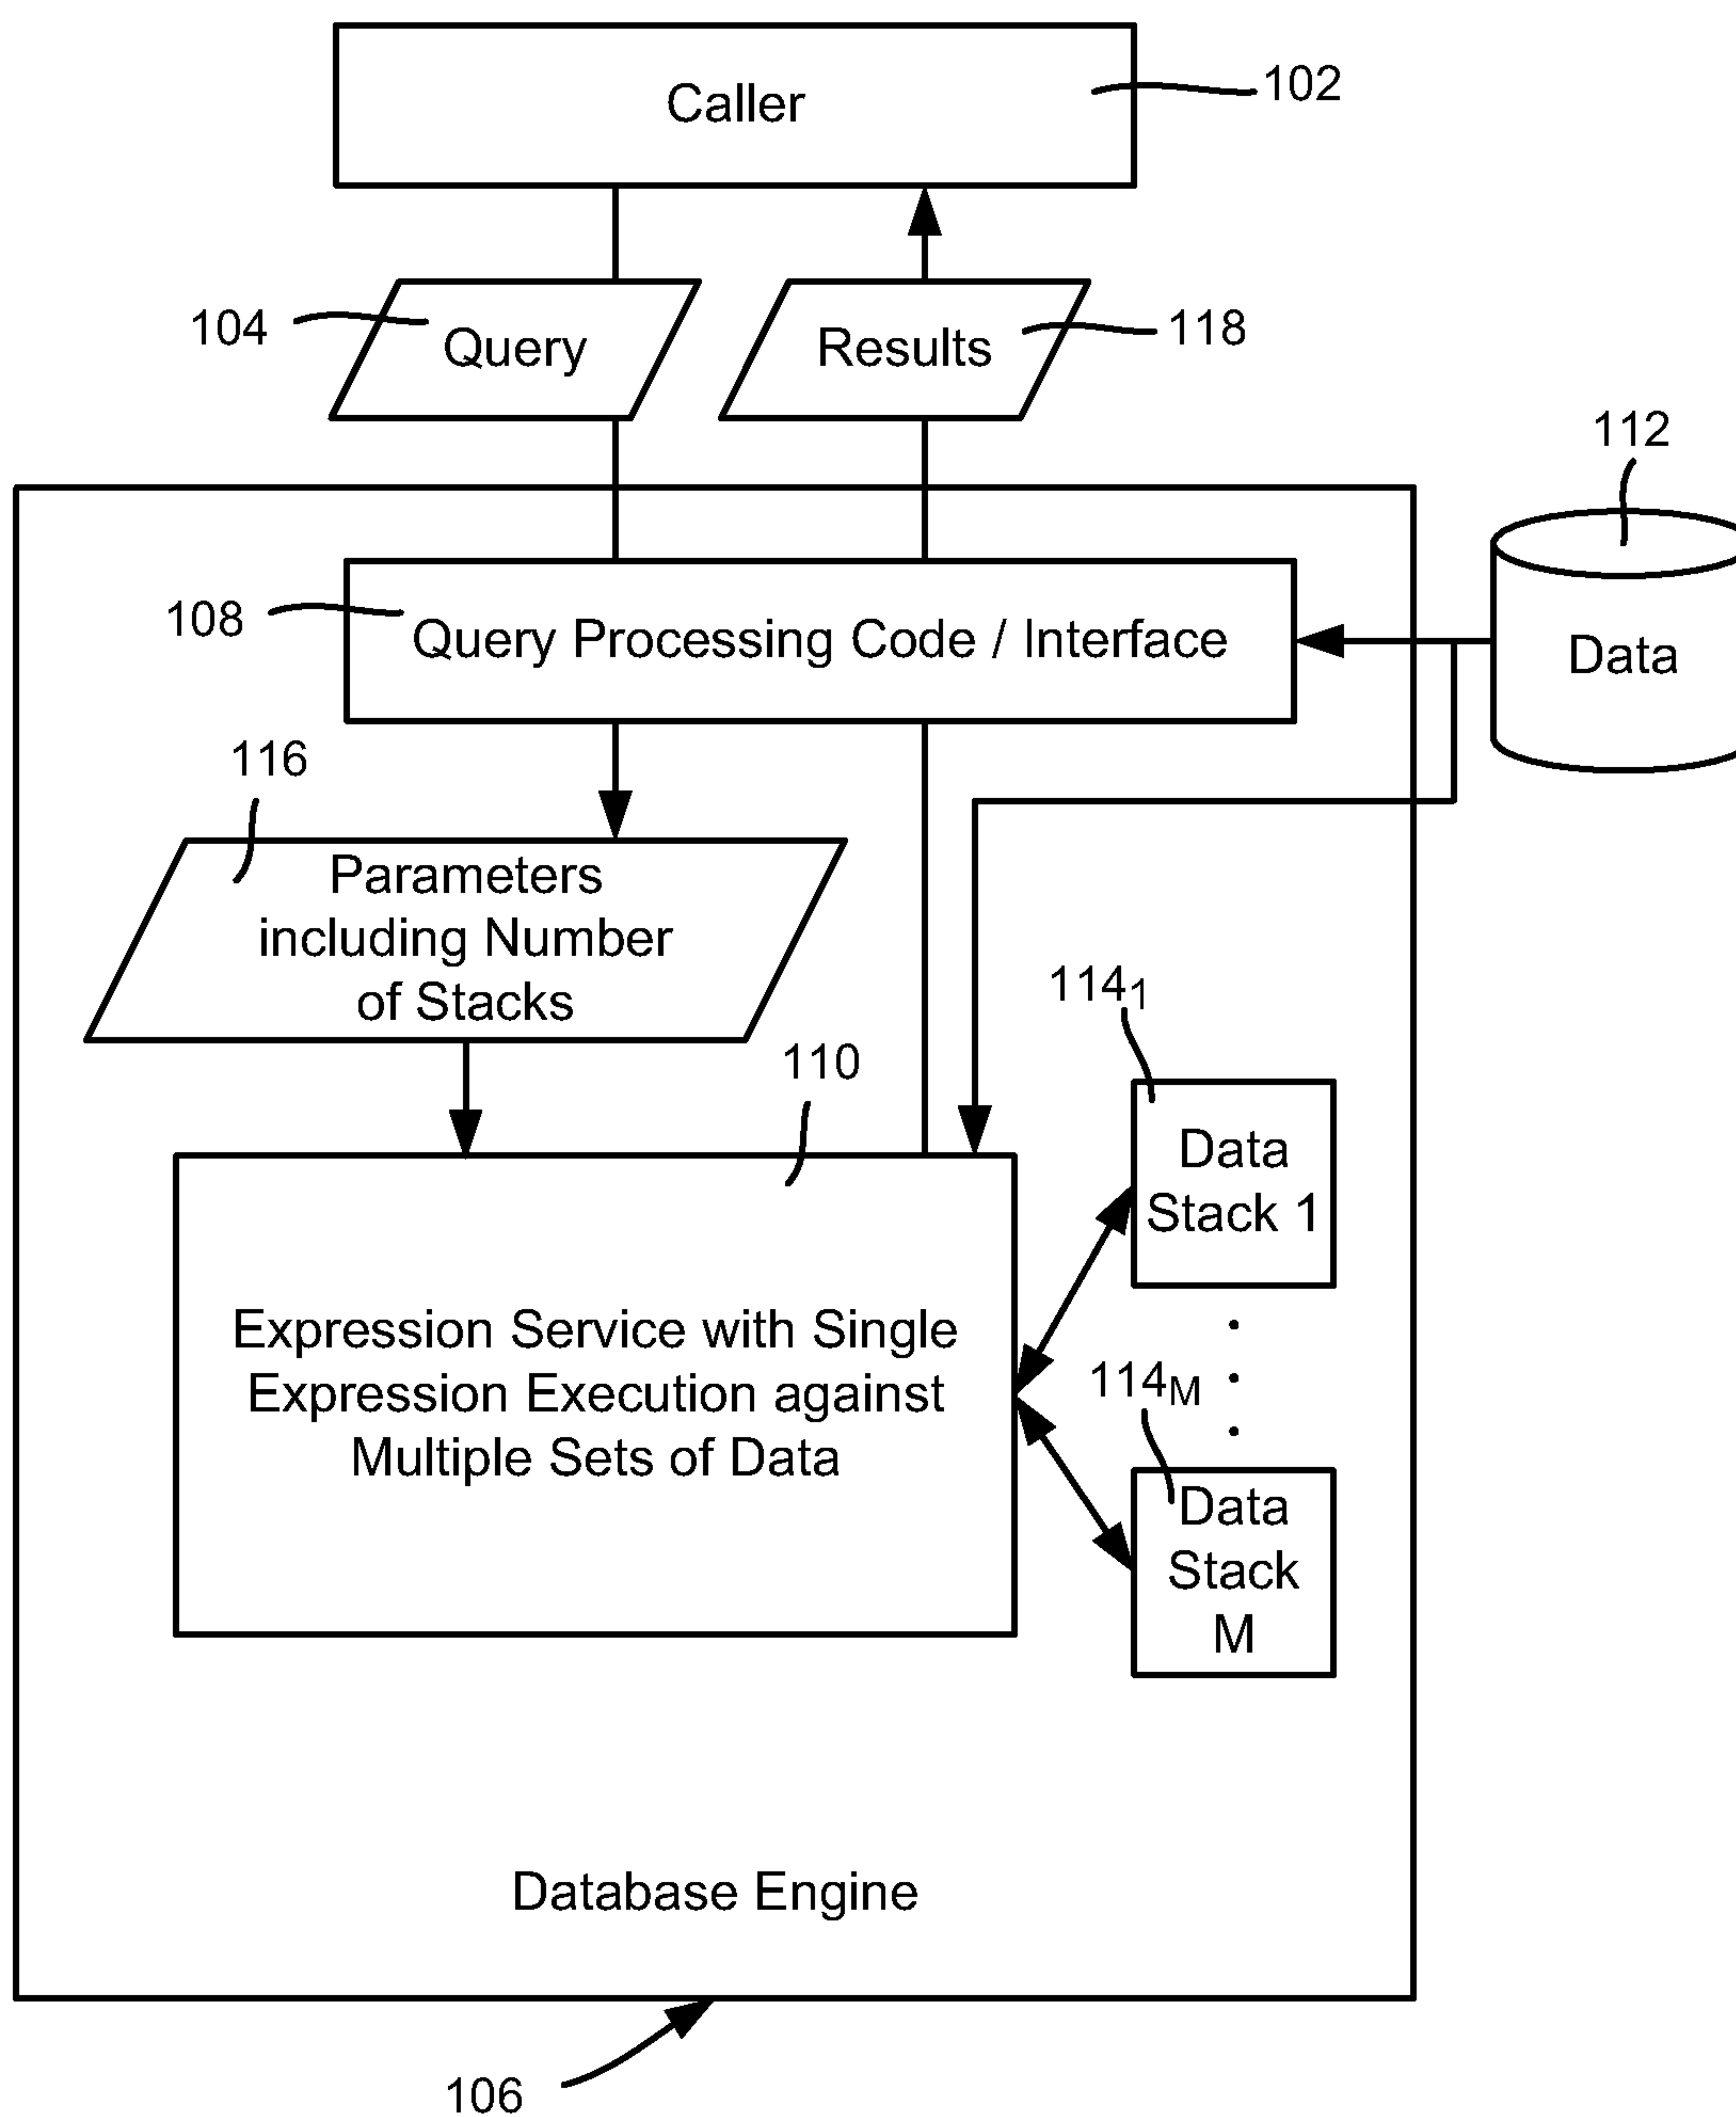 Caller
102
104
Query
Results
118
112
108
Query Processing Code / Interface
Data
116
Parameters
including Number
of Stacks
114₁
110
Data
Stack 1
Expression Service with Single
Expression Execution against
Multiple Sets of Data
114M
Data
Stack
M
Database Engine
106